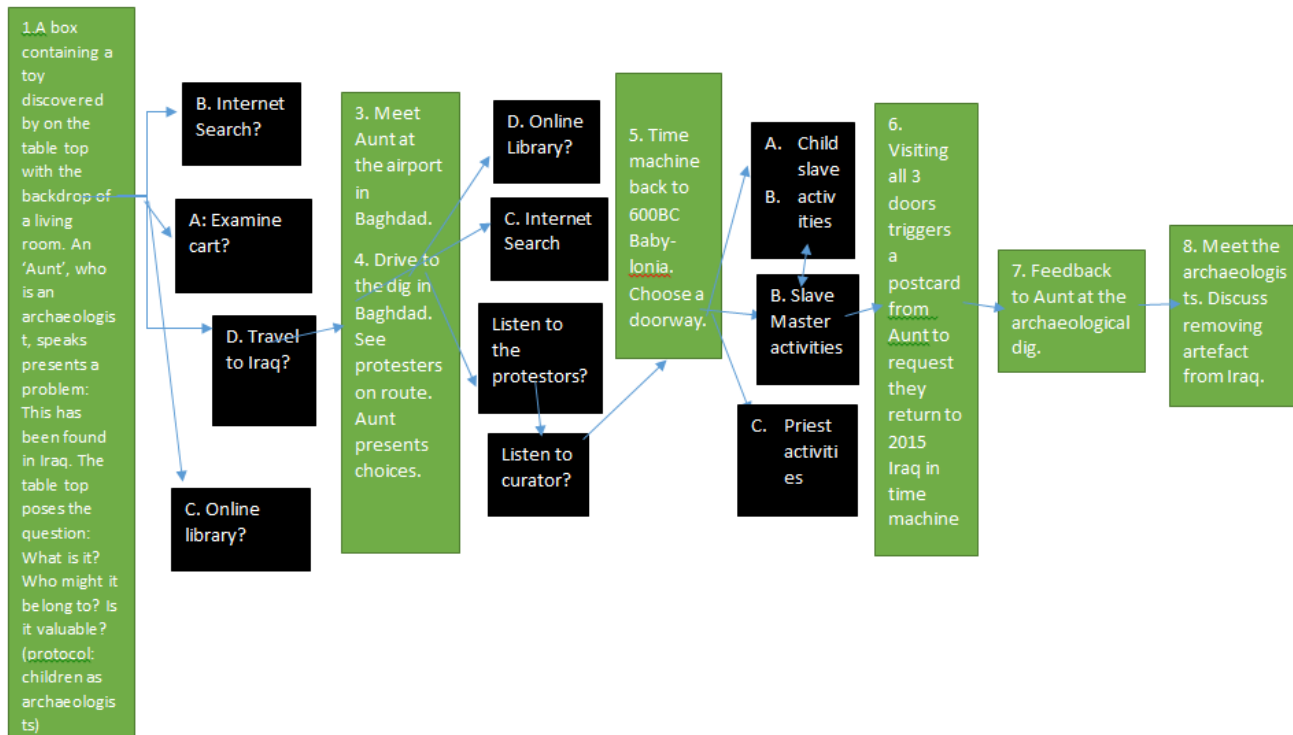 1.A box
containing a
toy
discovered
by on the
table top
with the
backdrop of
a living
room. An
‘Aunt’, who
is an
archaeologis
t, speaks
presents a
problem:
This has
been found
in Iraq. The
table top
poses the
question:
What is it?
Who might it
belong to? Is
it valuable?
(protocol:
children as
archaeologis
ts)
B. Internet
Search?
A: Examine
cart?
D. Travel
to Iraq?
C. Online
library?
3. Meet
Aunt at
the airport
in
Baghdad.
4. Drive to
the dig in
Baghdad.
See
protesters
on route.
Aunt
presents
choices.
D. Online
Library?
C. Internet
Search
Listen to
the
protestors?
Listen to
curator?
5. Time
machine
back to
600BC
Baby-
lonia.
Choose a
doorway.
A. Child
slave
B. activ
ities
B. Slave
Master
activities
C. Priest
activiti
es
6.
Visiting
all 3
doors
triggers
a
postcard
from
Aunt to
request
they
return to
2015
Iraq in
time
machine
7. Feedback
to Aunt at the
archaeological
dig.
8. Meet the
archaeologis
ts. Discuss
removing
artefact
from Iraq.